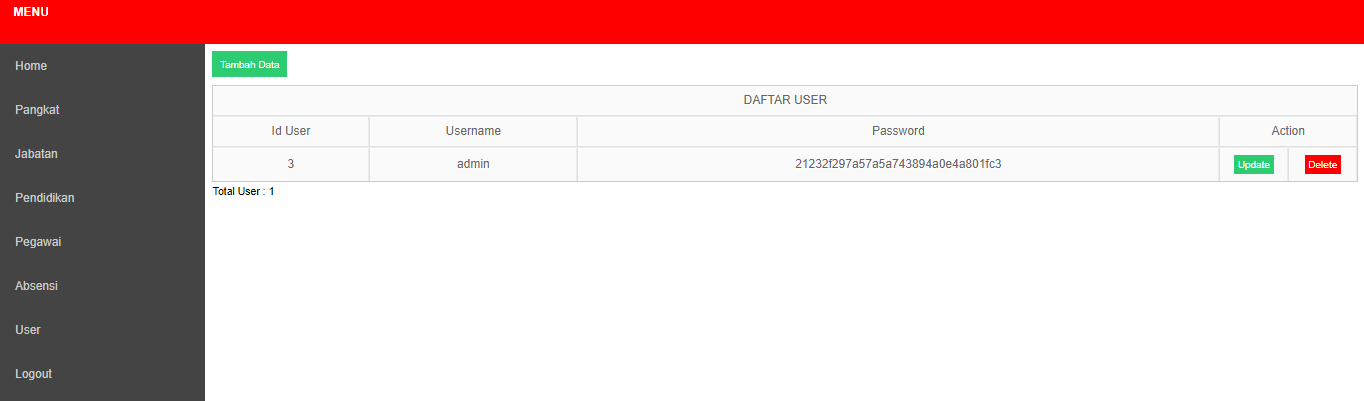 MENU
Home
Pangkat
Jabatan
Pendidikan
Pegawai
Absensi
User
Logout
Tambah Data
DAFTAR USER
Id User Username Password Action
3 admin 21232f297a57a5a743894a0e4a801fc3 Update Delete
Total User : 1